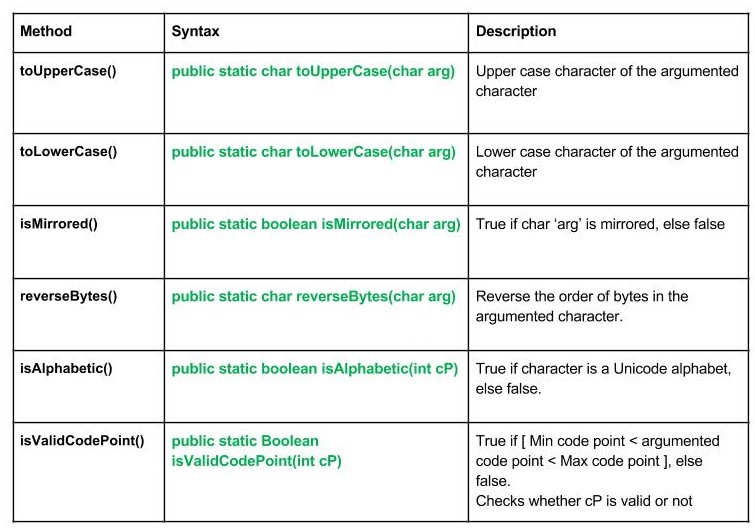 Method Syntax Description
toUpperCase() public static char toUpperCase(char arg) Upper case character of the argumented
character
toLowerCase() public static char toLowerCase(char arg) Lower case character of the argumented
character
isMirrored() public static boolean isMirrored(char arg) True if char ‘arg’ is mirrored, else false
reverseBytes() public static char reverseBytes(char arg) Reverse the order of bytes in the
argumented character.
isAlphabetic() public static boolean isAlphabetic(int cP) True if character is a Unicode alphabet,
else false.
isValidCodePoint() public static Boolean True if [ Min code point < argumented
isValidCodePoint(int cP) code point < Max code point ], else
false.
Checks whether cP is valid or not